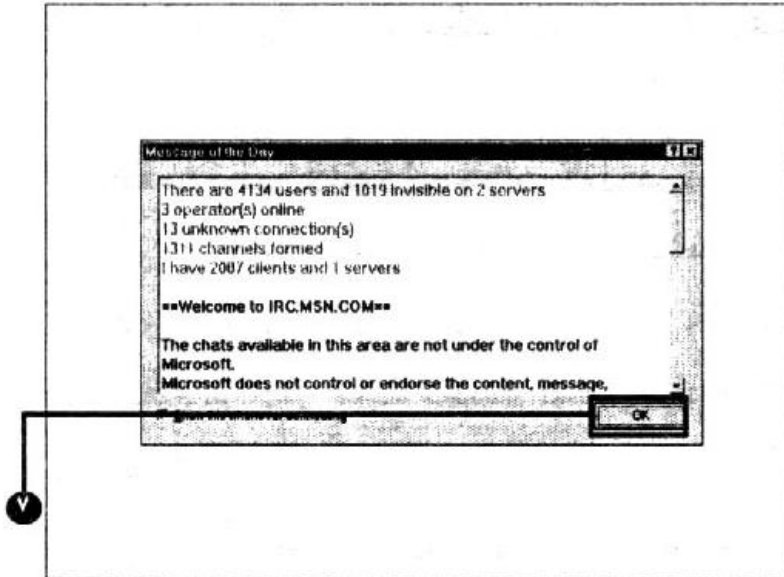 Message of the Day
There are 4134 users and 1019 invisible on 2 servers
3 operator(s) online
13 unknown connection(s)
1311 channels formed
I have 2087 clients and 1 servers
==Welcome to IRC.MSN.COM==
The chats available in this area are not under the control of
Microsoft.
Microsoft does not control or endorse the content, message,
OK
٧